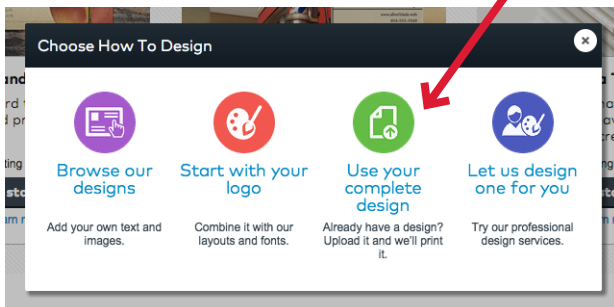 Choose How To Design
Browse our
designs
Add your own text and
images.
Start with your
logo
Combine it with our
layouts and fonts.
Use your
complete
design
Already have a design?
Upload it and we'll print
it.
Let us design
one for you
Try our professional
design services.